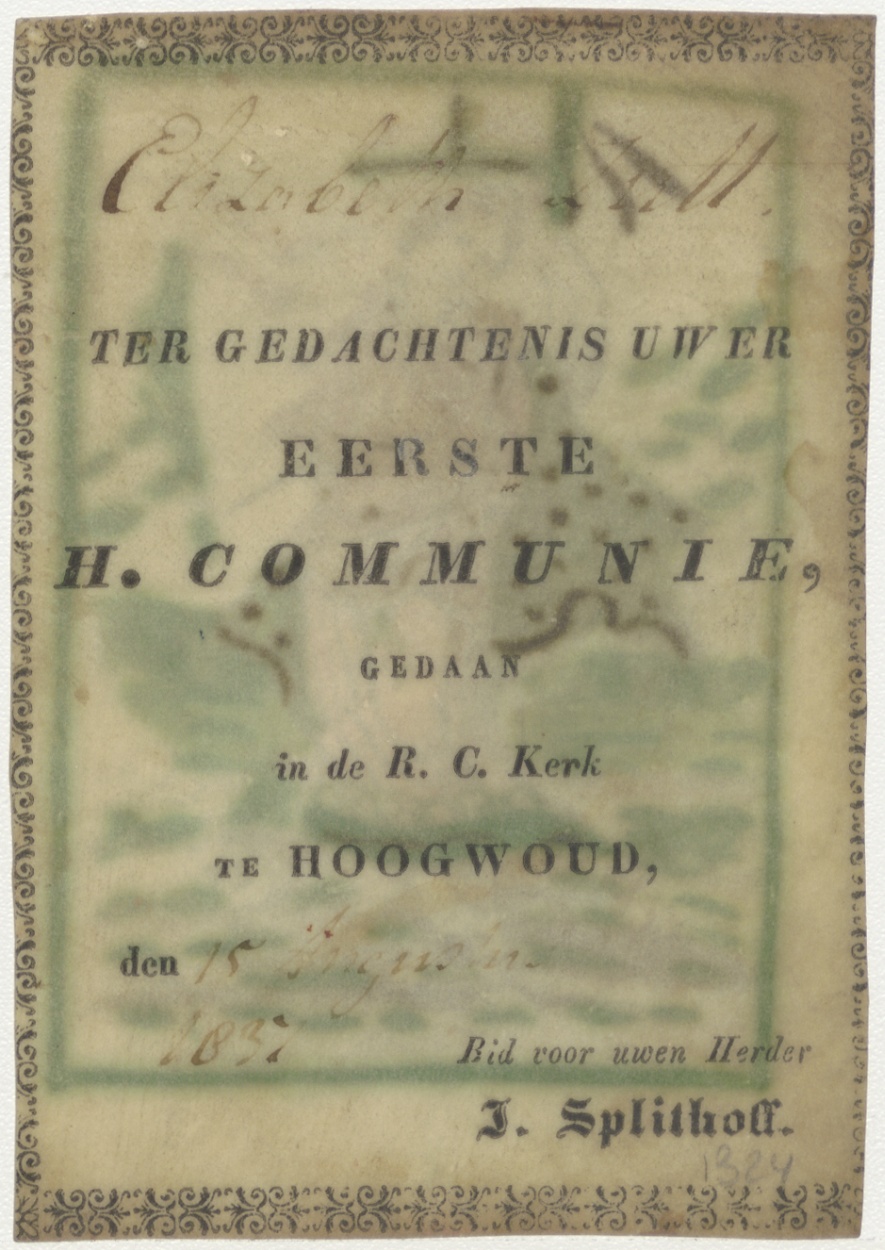 Elizabeth
TER GEDACHTENIS UWER
EERSTE
H. COMMUNIE,
GEDAAN
in de R. C. Kerk
TE HOOGWOUD,
den 15 Augustus
1837
Bid voor uwen Herder
J. Splithoff.
1324